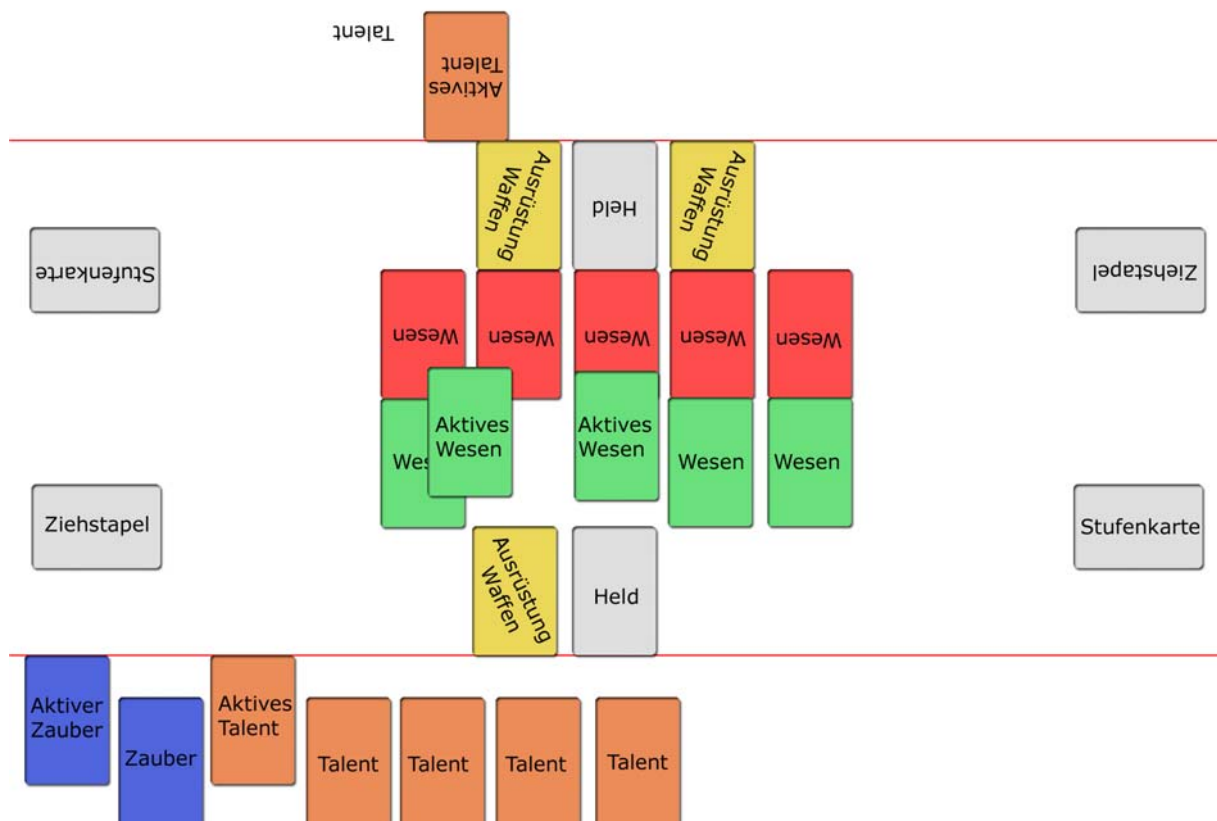 Talent
Aktives
Talent
Ausrüstung
Waffen
Held
Ausrüstung
Waffen
Stufenkarte
Ziehstapel
Wesen
Wesen
Wesen
Wesen
Wesen
Aktives
Wesen
Aktives
Wesen
Wesen
Wesen
Ziehstapel
Ausrüstung
Waffen
Held
Stufenkarte
Aktiver
Zauber
Zauber
Aktives
Talent
Talent
Talent
Talent
Talent